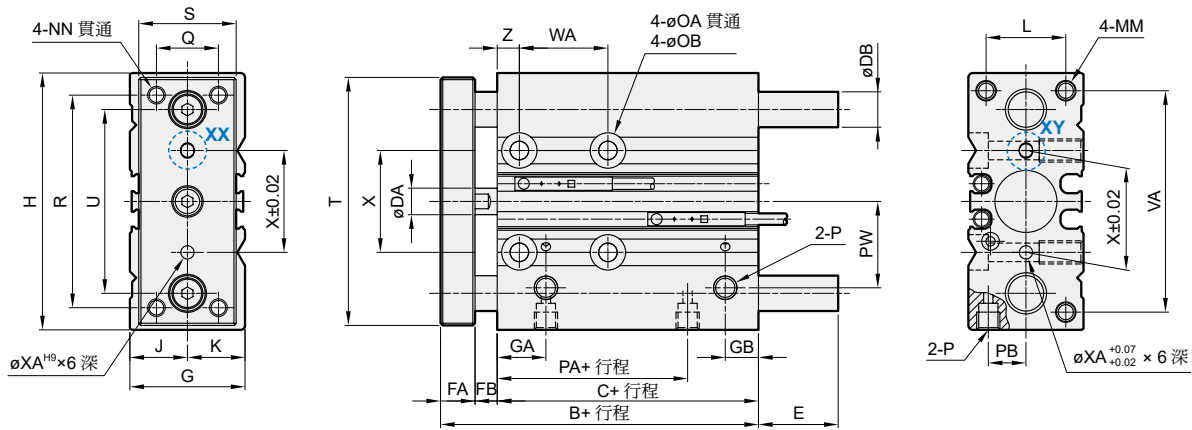 S
4-NN 貫通
Q
XX
H
R
U
X±0.02
J
K
G
øXAH9×6 深
Z
WA
4-øOA 貫通
4-øOB
øDB
T
X
øDA
2-P
PW
GA
GB
PA+ 行程
FA
FB
C+ 行程
B+ 行程
E
L
4-MM
XY
X±0.02
VA
2-P
PB
øXA +0.07 +0.02 × 6 深